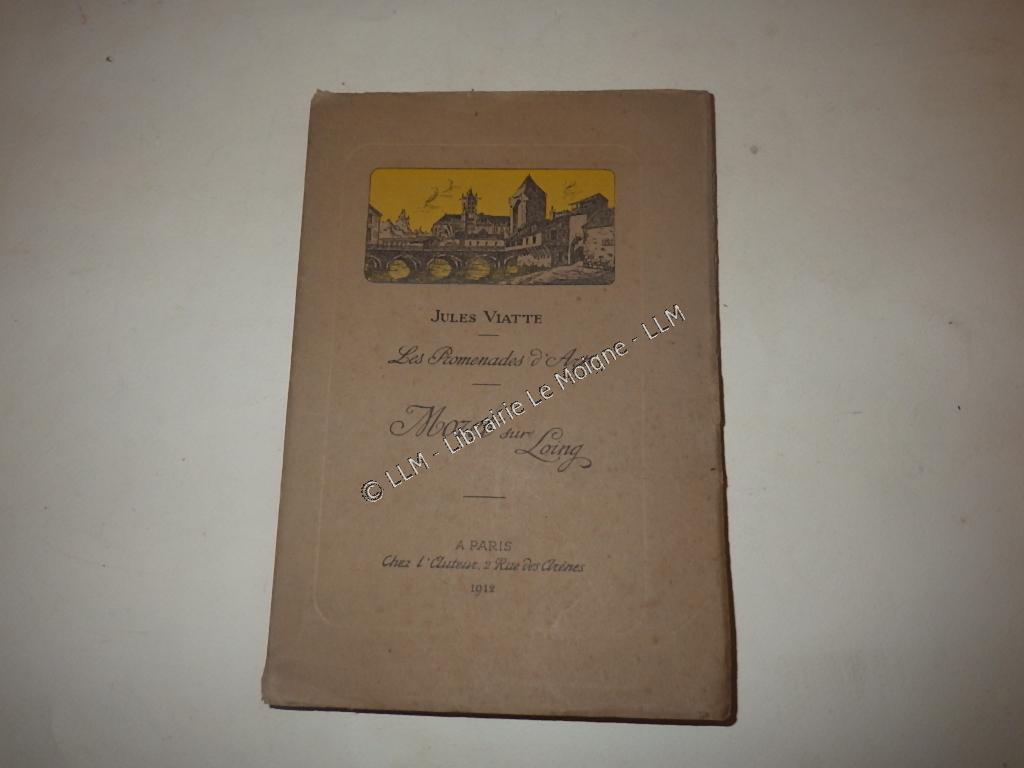 JULES VIATTE
Les Promenades d'
sur Loing
A PARIS
Chez l'Auteur, 2 Rue des Arènes
1912
© LLM - Librairie Le Moigne - LLM